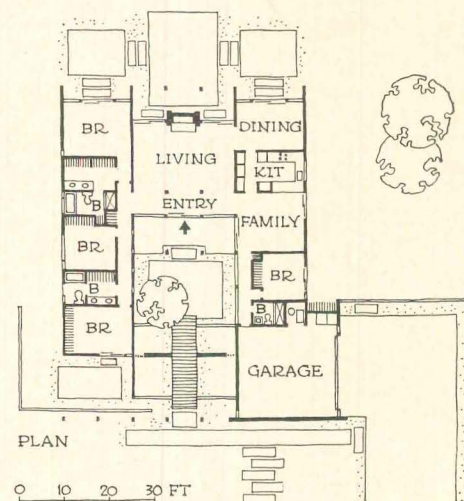 BR
DINING
LIVING
KIT
B
ENTRY
FAMILY
BR
BR
B
B
BR
GARAGE
PLAN
0 10 20 30 FT